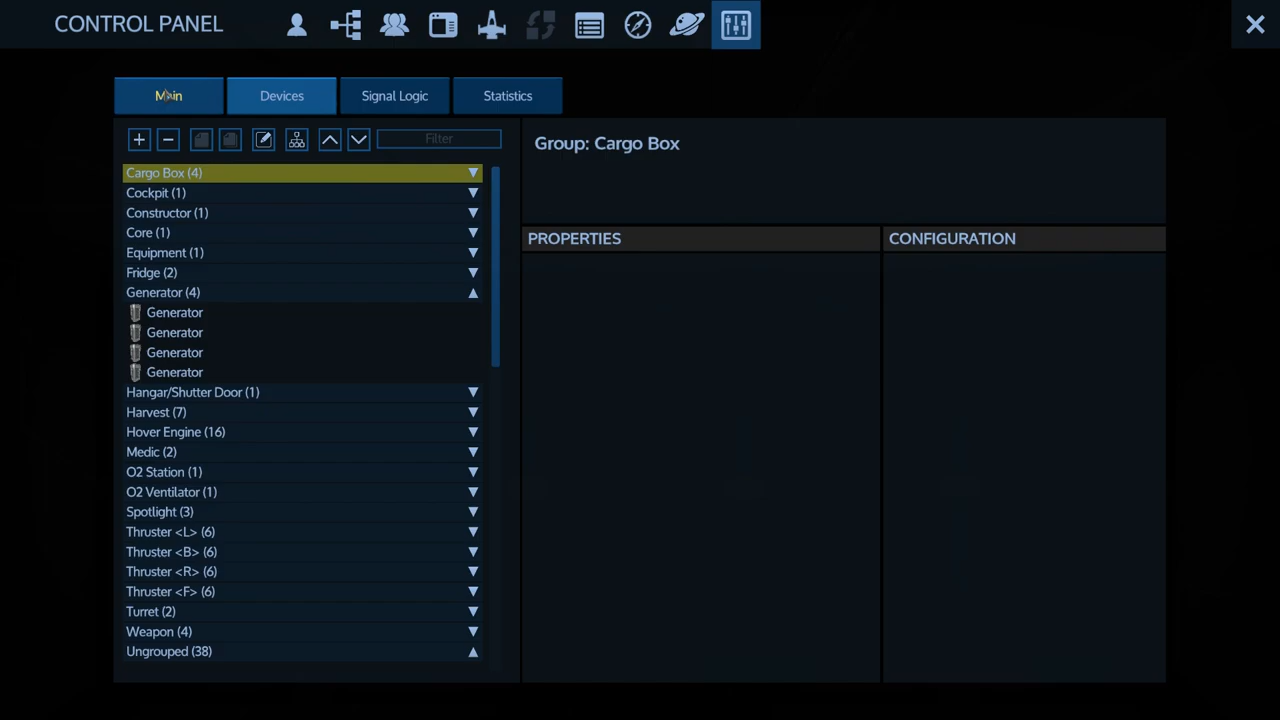 CONTROL PANEL
Main
Devices
Signal Logic
Statistics
Filter
Group: Cargo Box
Cargo Box (4)
Cockpit (1)
Constructor (1)
Core (1)
Equipment (1)
Fridge (2)
Generator (4)
Generator
Generator
Generator
Generator
Hangar/Shutter Door (1)
Harvest (7)
Hover Engine (16)
Medic (2)
O2 Station (1)
O2 Ventilator (1)
Spotlight (3)
Thruster <L> (6)
Thruster <B> (6)
Thruster <R> (6)
Thruster <F> (6)
Turret (2)
Weapon (4)
Ungrouped (38)
PROPERTIES
CONFIGURATION